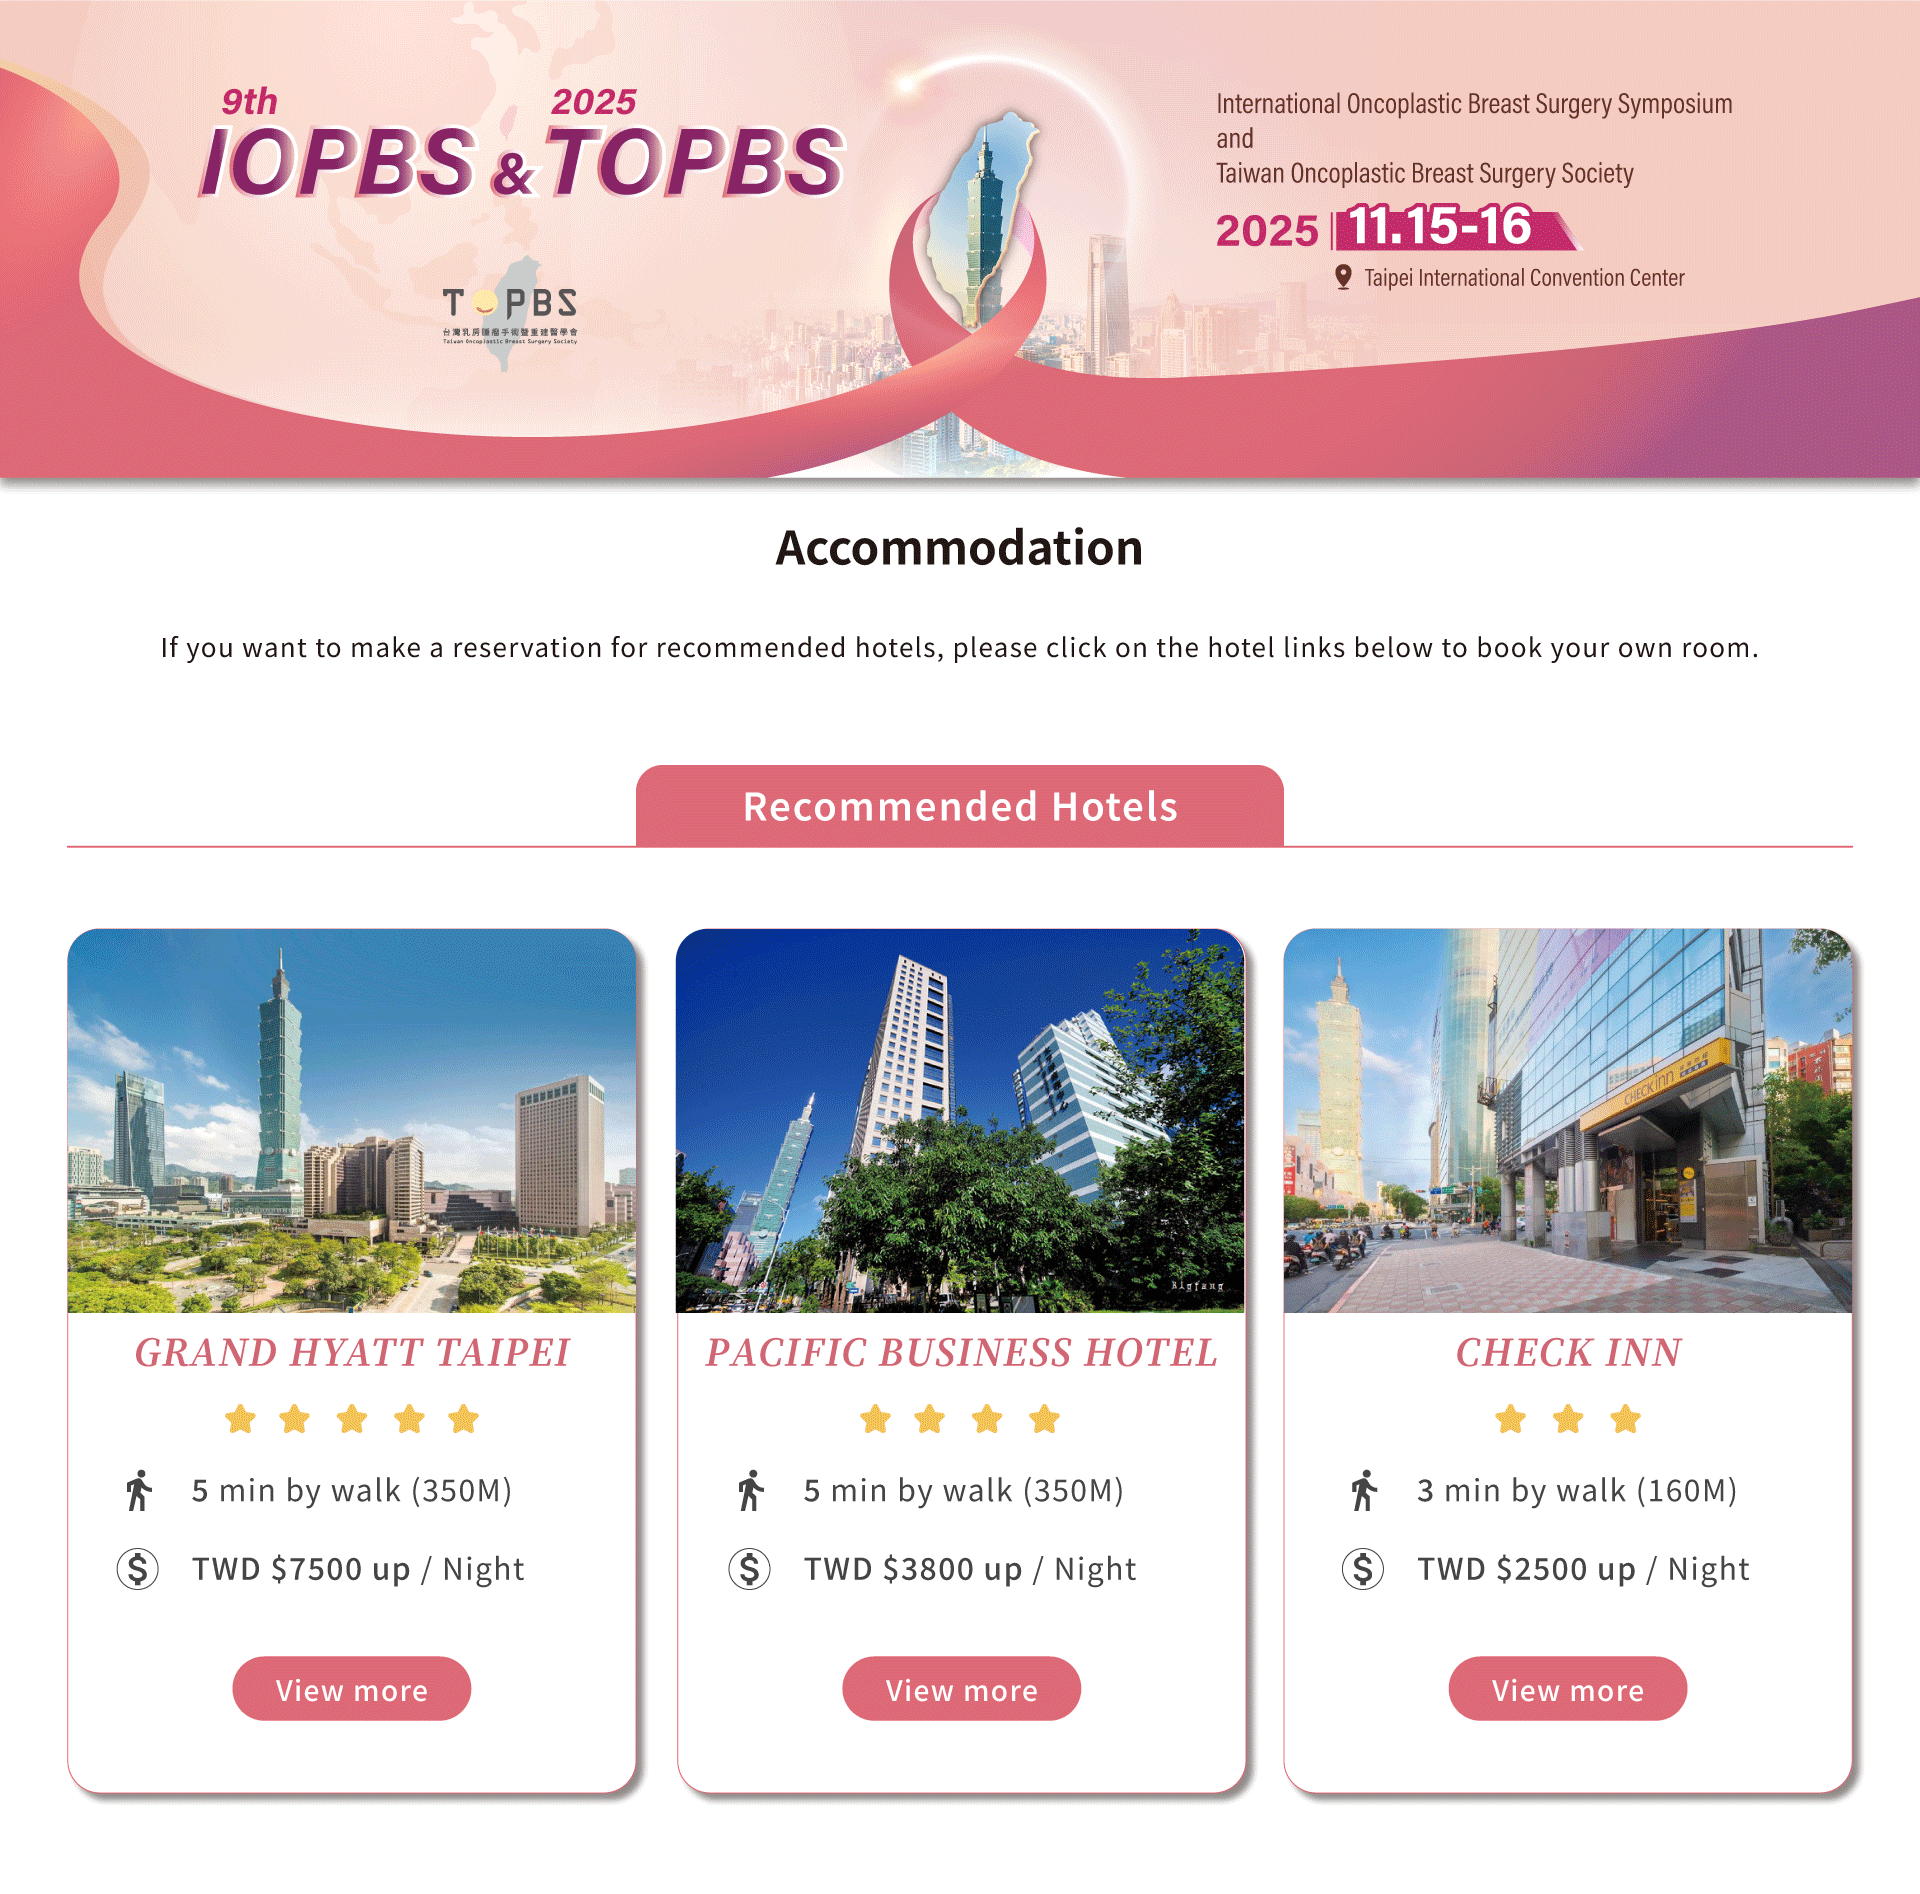 9th 2025
IOPBS & TOPBS
TOPBS
台灣乳房腫瘤手術暨重建醫學會
Taiwan Oncoplastic Breast Surgery Society
International Oncoplastic Breast Surgery Symposium
and
Taiwan Oncoplastic Breast Surgery Society
2025 11.15-16
Taipei International Convention Center
Accommodation
If you want to make a reservation for recommended hotels, please click on the hotel links below to book your own room.
Recommended Hotels
CHECK inn
Bigfang
GRAND HYATT TAIPEI
5 min by walk (350M)
TWD $7500 up / Night
View more
PACIFIC BUSINESS HOTEL
5 min by walk (350M)
TWD $3800 up / Night
View more
CHECK INN
3 min by walk (160M)
TWD $2500 up / Night
View more